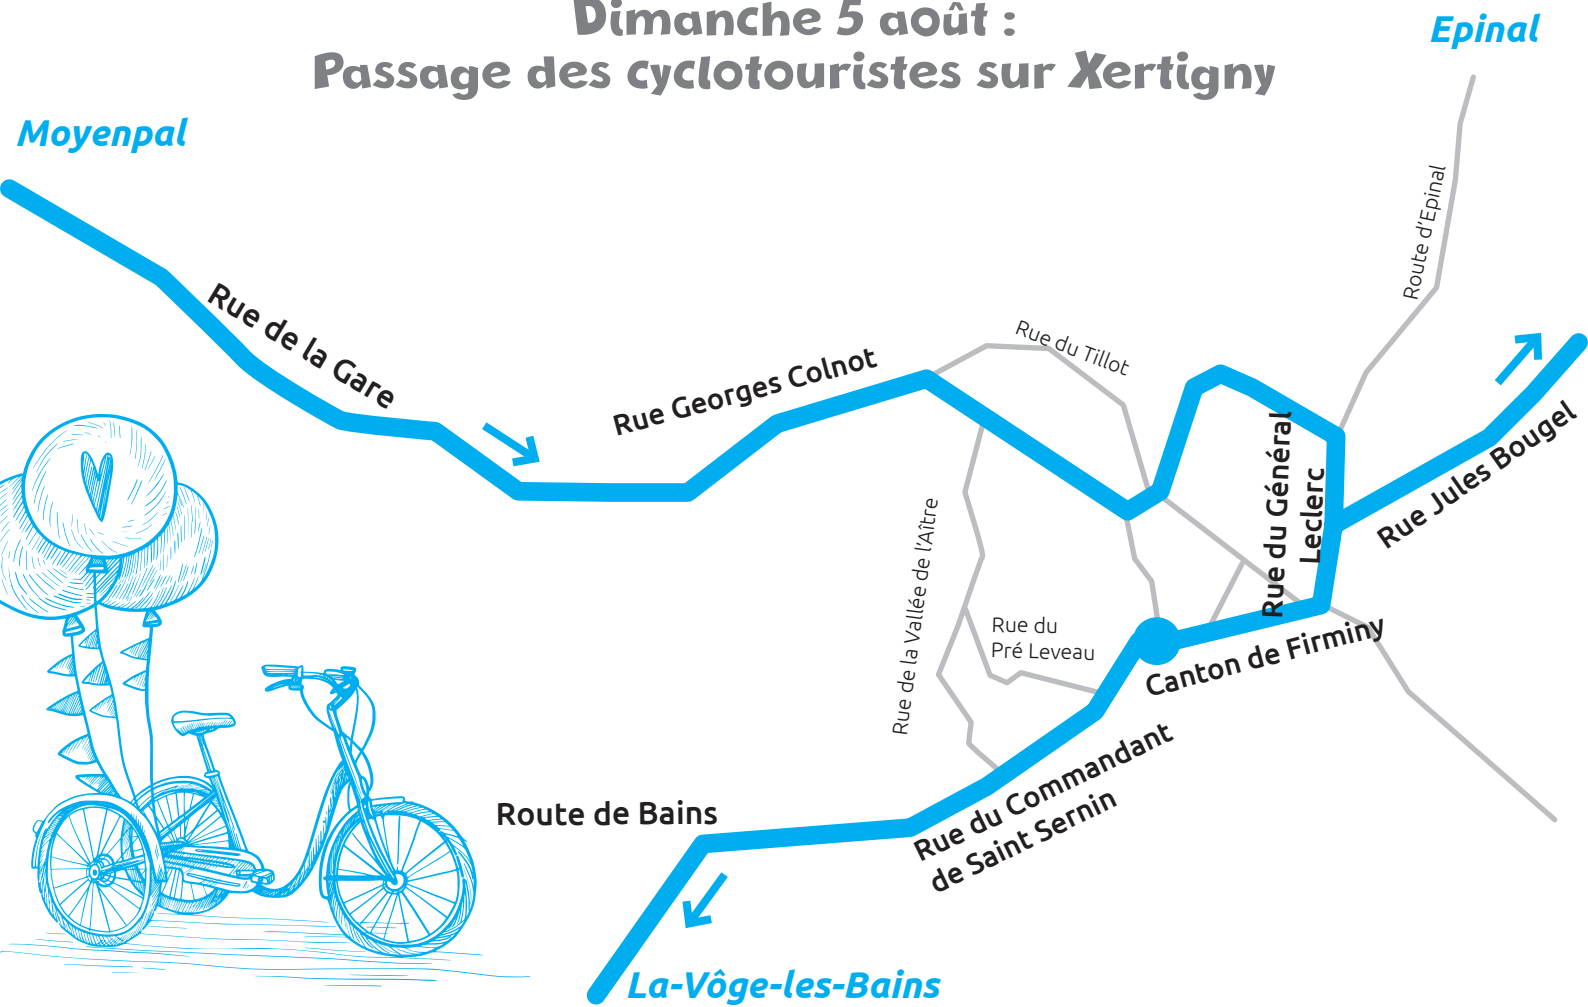 Dimanche 5 août :
Passage des cyclotouristes sur Xertigny
Epinal
Moyenpal
Route d'Epinal
Rue de la Gare
Rue du Tillot
Rue Georges Colnot
Rue du Général
Leclerc
Rue Jules Bougel
Rue de la Vallée de l'Aître
Rue du
Pré Leveau
Canton de Firminy
Rue du Commandant
de Saint Sernin
Route de Bains
La-Vôge-les-Bains